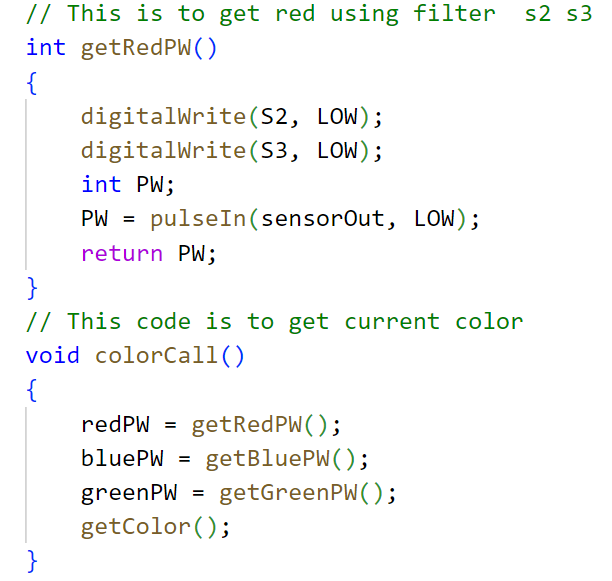 // This is to get red using filter  s2 s3
int getRedPW()
{
    digitalWrite(S2, LOW);
    digitalWrite(S3, LOW);
    int PW;
    PW = pulseIn(sensorOut, LOW);
    return PW;
}
// This code is to get current color
void colorCall()
{
    redPW = getRedPW();
    bluePW = getBluePW();
    greenPW = getGreenPW();
    getColor();
}